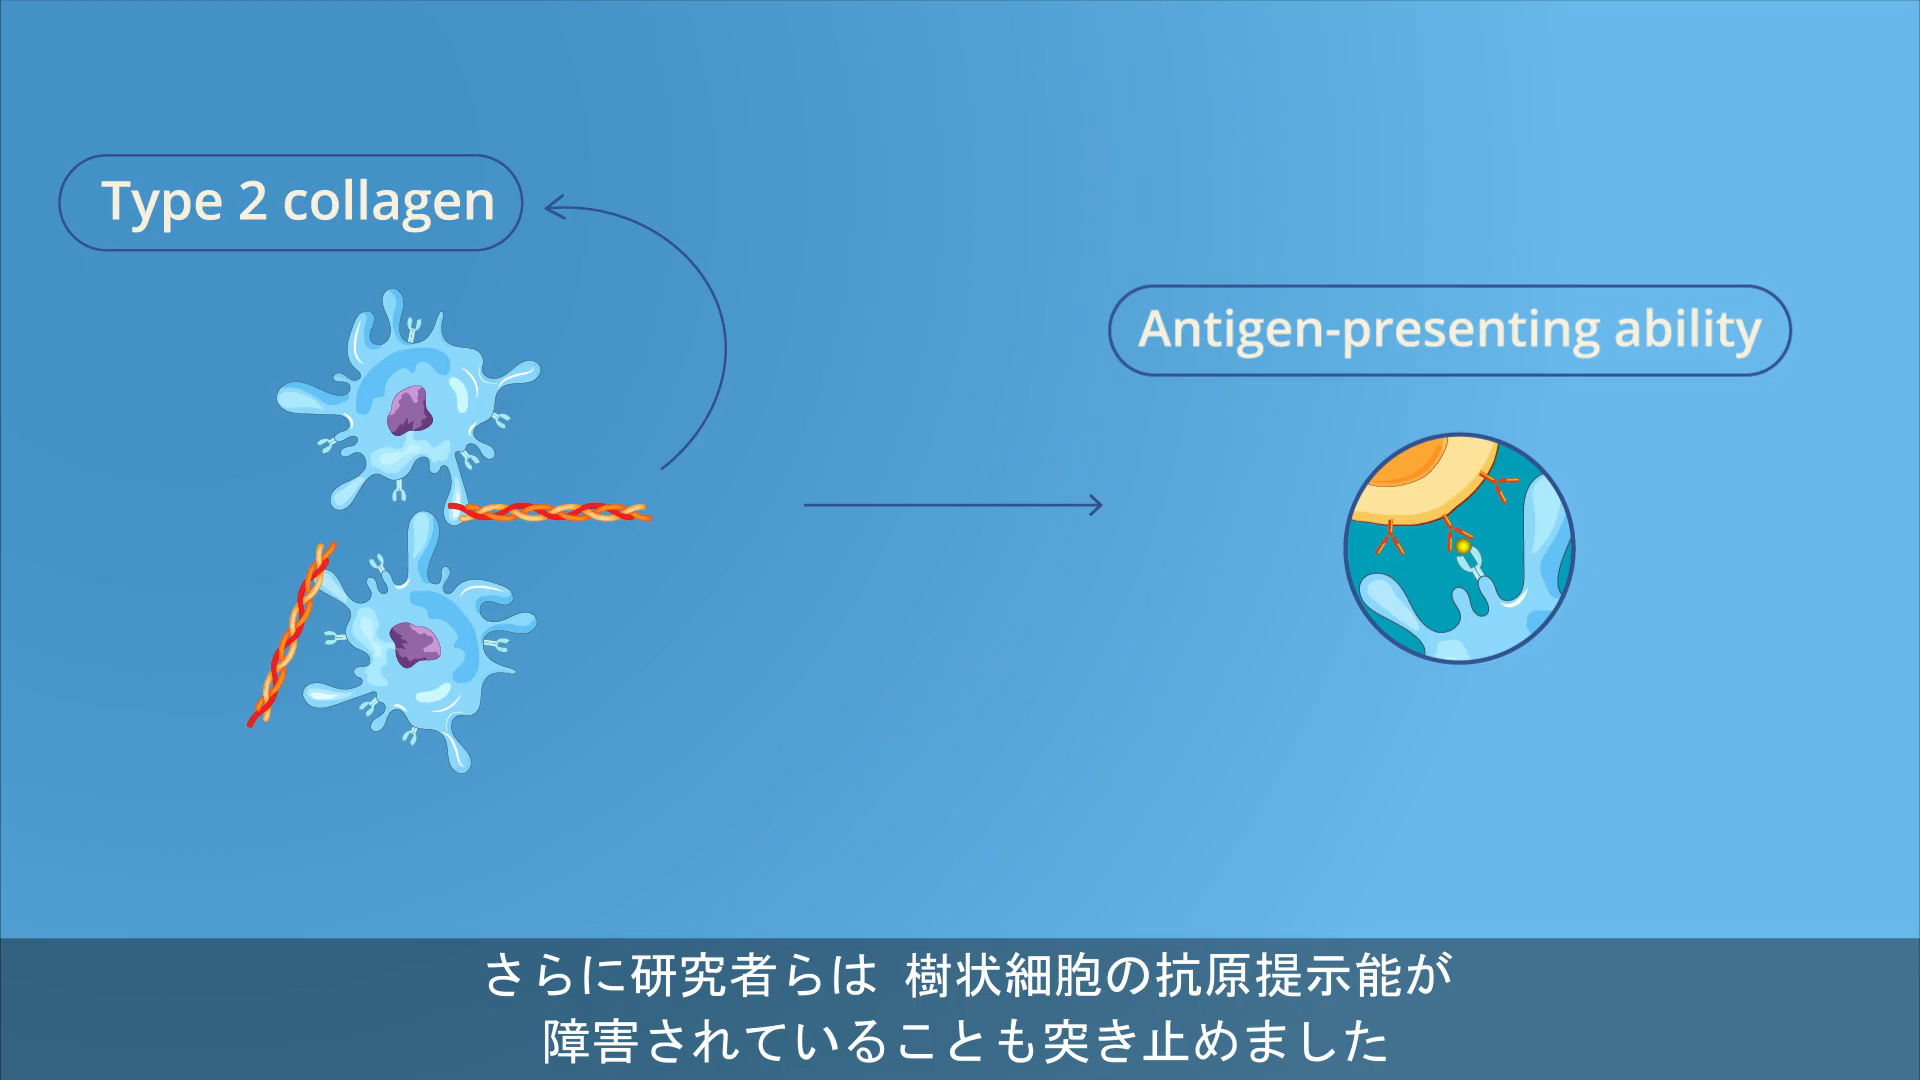 Type 2 collagen
Antigen-presenting ability
さらに研究者らは 樹状細胞の抗原提示能が
障害されていることも突き止めました